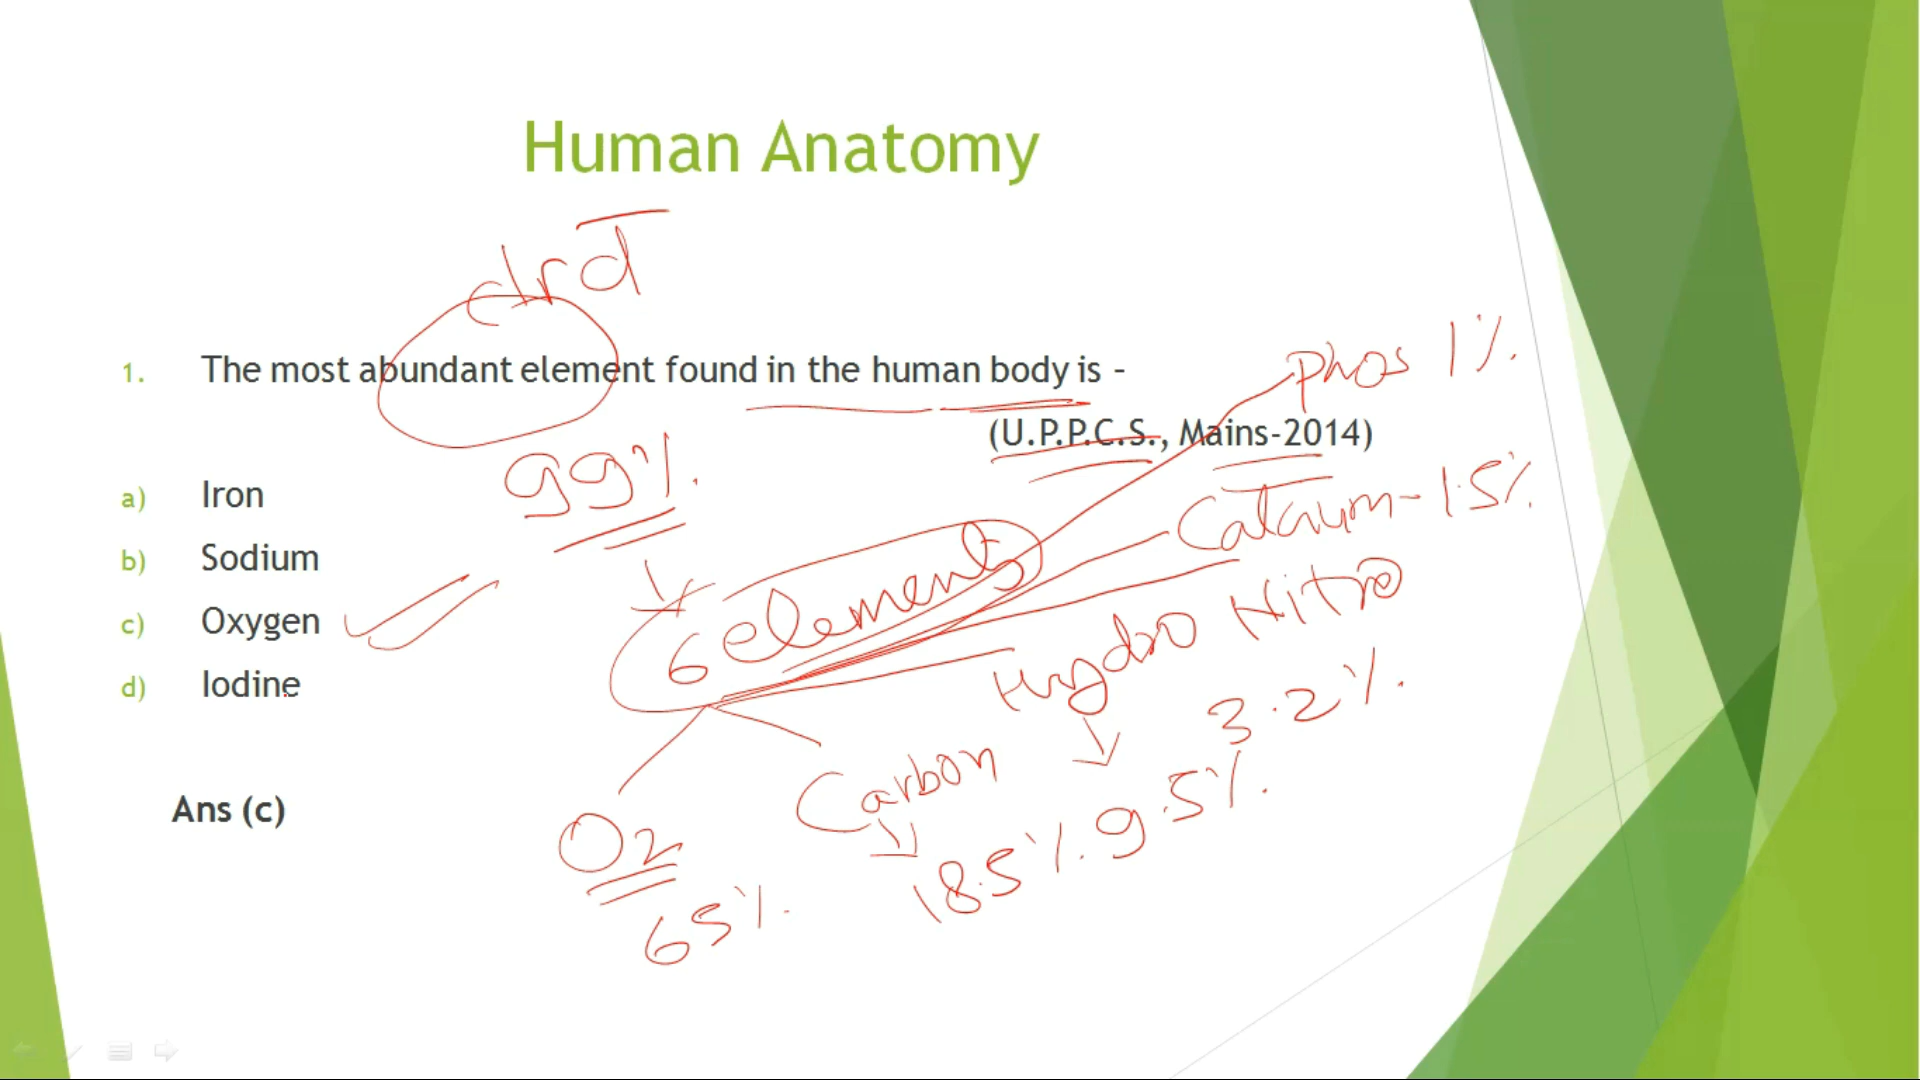 Human Anatomy
1. The most abundant element found in the human body is -
(U.P.P.C.S., Mains-2014)
a) Iron
b) Sodium
c) Oxygen
d) Iodine
Ans (c)
99%.
6 elements
Phos 1%.
1.5%.
Nitro
3.2%.
Hydro
9.5%.
Carbon
18.5%.
O2
65%.